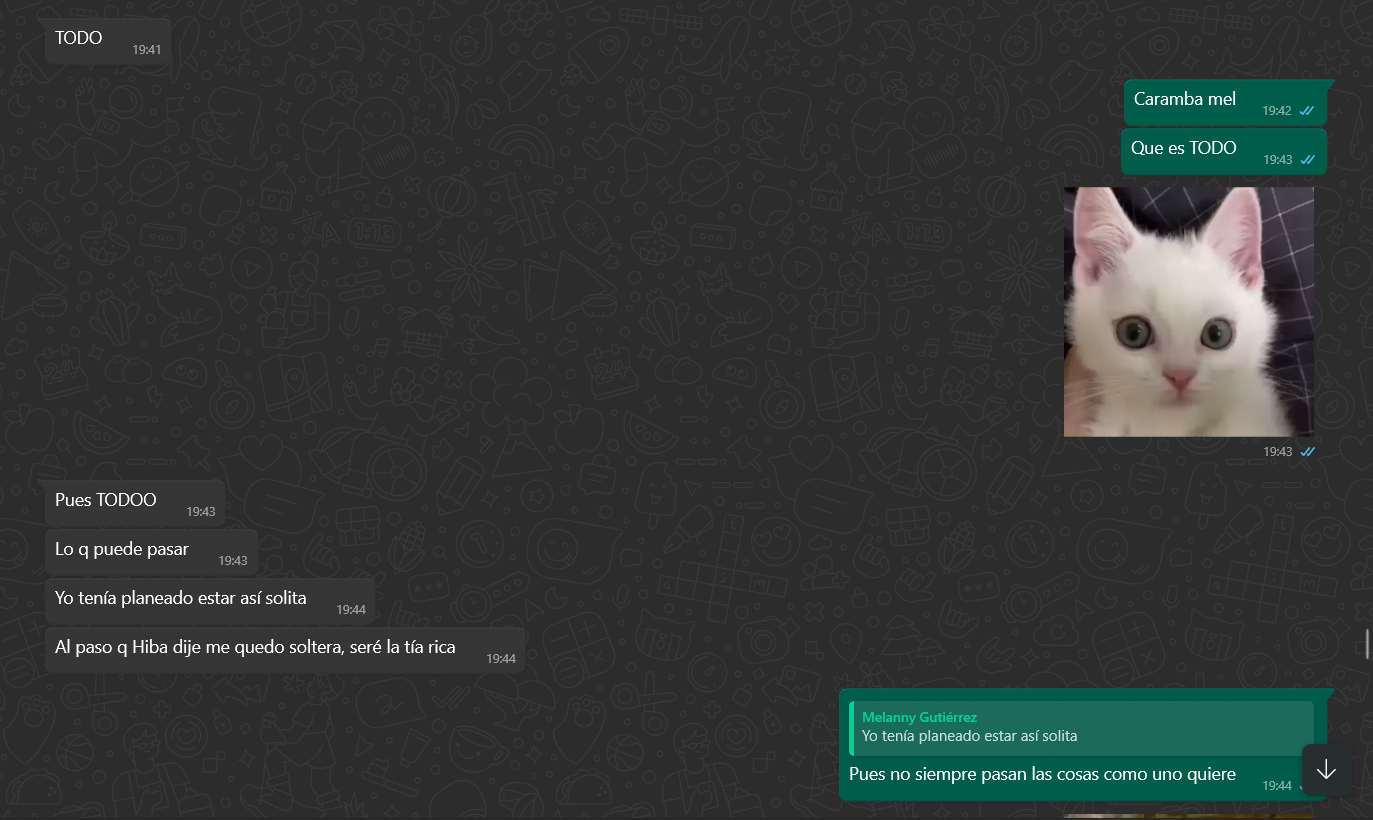 TODO
19:41
Caramba mel
19:42
Que es TODO
19:43
19:43
Pues TODOO
19:43
Lo q puede pasar
19:43
Yo tenía planeado estar así solita
19:44
Al paso q Hiba dije me quedo soltera, seré la tía rica
19:44
Melanny Gutiérrez
Yo tenía planeado estar así solita
Pues no siempre pasan las cosas como uno quiere
19:44